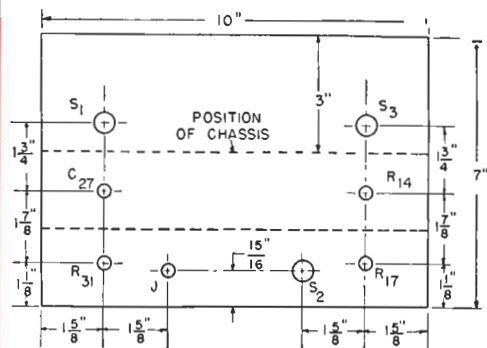 10"
3"
S1
POSITION
OF CHASSIS
S3
1 3/4"
1 3/4"
7"
C27
R14
1 7/8"
1 7/8"
15/16"
R31
J
S2
R17
1 1/8"
1 1/8"
1 5/8"
1 5/8"
1 5/8"
1 5/8"